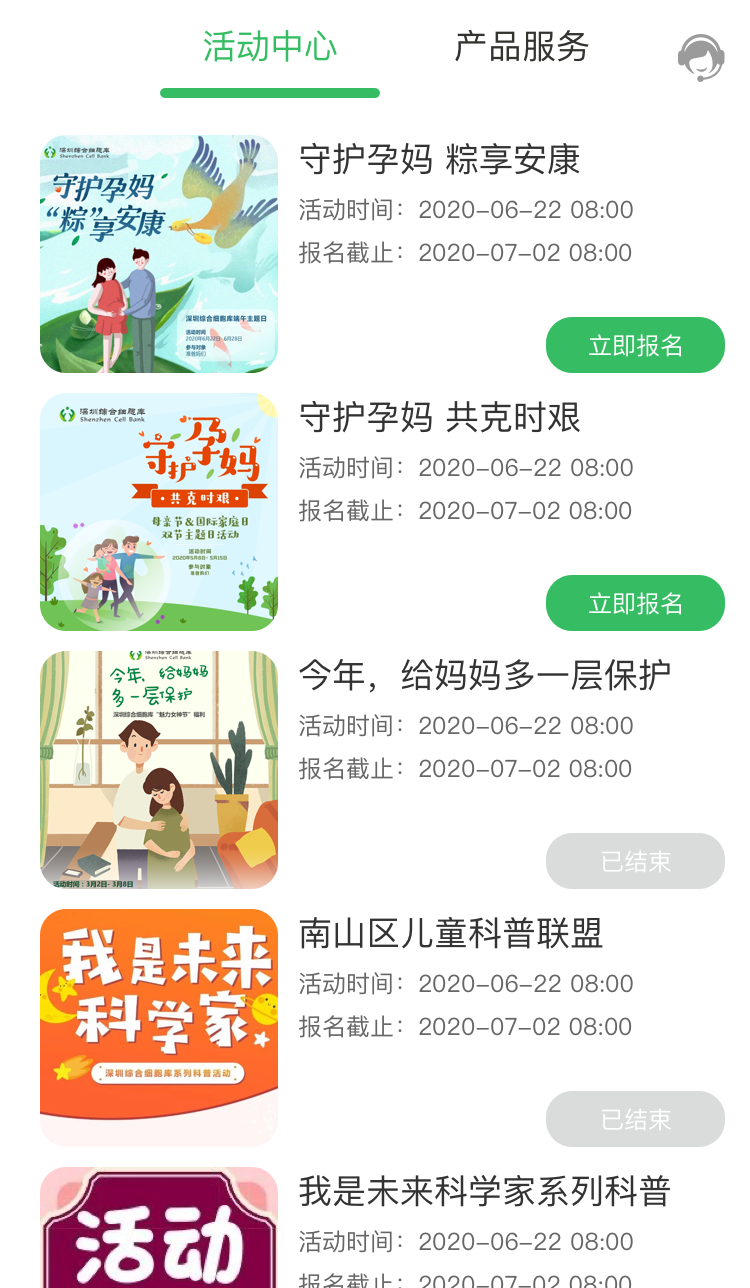 活动中心
产品服务
深圳综合细胞库
Shenzhen Cell Bank
守护孕妈
“粽”享安康
深圳综合细胞库端午主题日
活动时间
2020年6月22日- 6月28日
参与对象
准爸妈们
守护孕妈 粽享安康
活动时间：2020-06-22 08:00
报名截止：2020-07-02 08:00
立即报名
深圳综合细胞库
Shenzhen Cell Bank
守护孕妈
·共克时艰·
母亲节&国际家庭日
双节主题日活动
活动时间
2020年5月8日- 5月15日
参与对象
准爸妈们
守护孕妈 共克时艰
活动时间：2020-06-22 08:00
报名截止：2020-07-02 08:00
立即报名
深圳综合细胞库
Shenzhen Cell Bank
今年，给妈妈
多一层保护
深圳综合细胞库“魅力女神节”福利
活动时间：3月2日- 3月8日
今年，给妈妈多一层保护
活动时间：2020-06-22 08:00
报名截止：2020-07-02 08:00
已结束
我是未来
科学家
深圳综合细胞库系列科普活动
南山区儿童科普联盟
活动时间：2020-06-22 08:00
报名截止：2020-07-02 08:00
已结束
活动
我是未来科学家系列科普
活动时间：2020-06-22 08:00
报名截止：2020-07-02 08:00